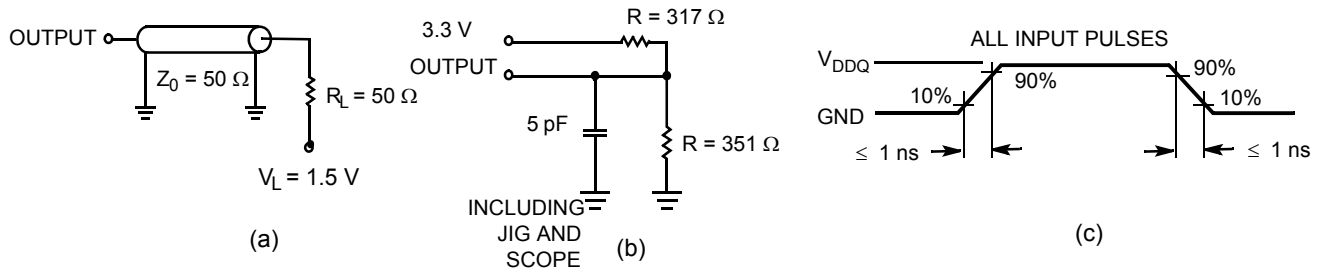 OUTPUT
Z0 = 50 Ω
RL = 50 Ω
VL = 1.5 V
(a)
R = 317 Ω
3.3 V
OUTPUT
5 pF
R = 351 Ω
INCLUDING
JIG AND
SCOPE
(b)
ALL INPUT PULSES
VDDQ
90%
90%
10%
10%
GND
≤ 1 ns
≤ 1 ns
(c)